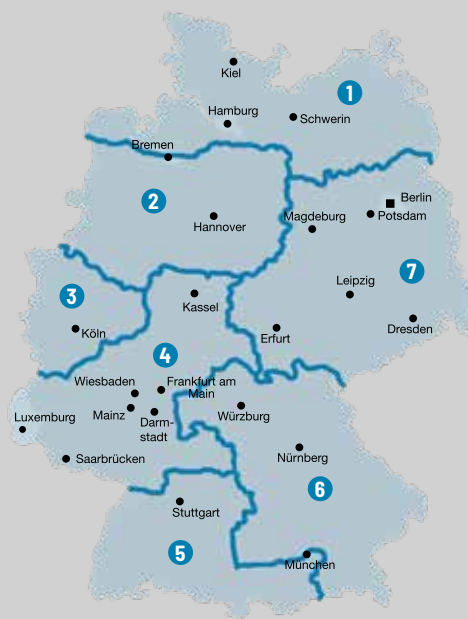 Kiel
1
Hamburg
Schwerin
Bremen
2
Berlin
Hannover
Magdeburg
Potsdam
7
3
Kassel
Leipzig
Köln
Erfurt
Dresden
4
Wiesbaden
Frankfurt am
Main
Luxemburg
Mainz
Darm-
stadt
Würzburg
Saarbrücken
Nürnberg
6
Stuttgart
5
München